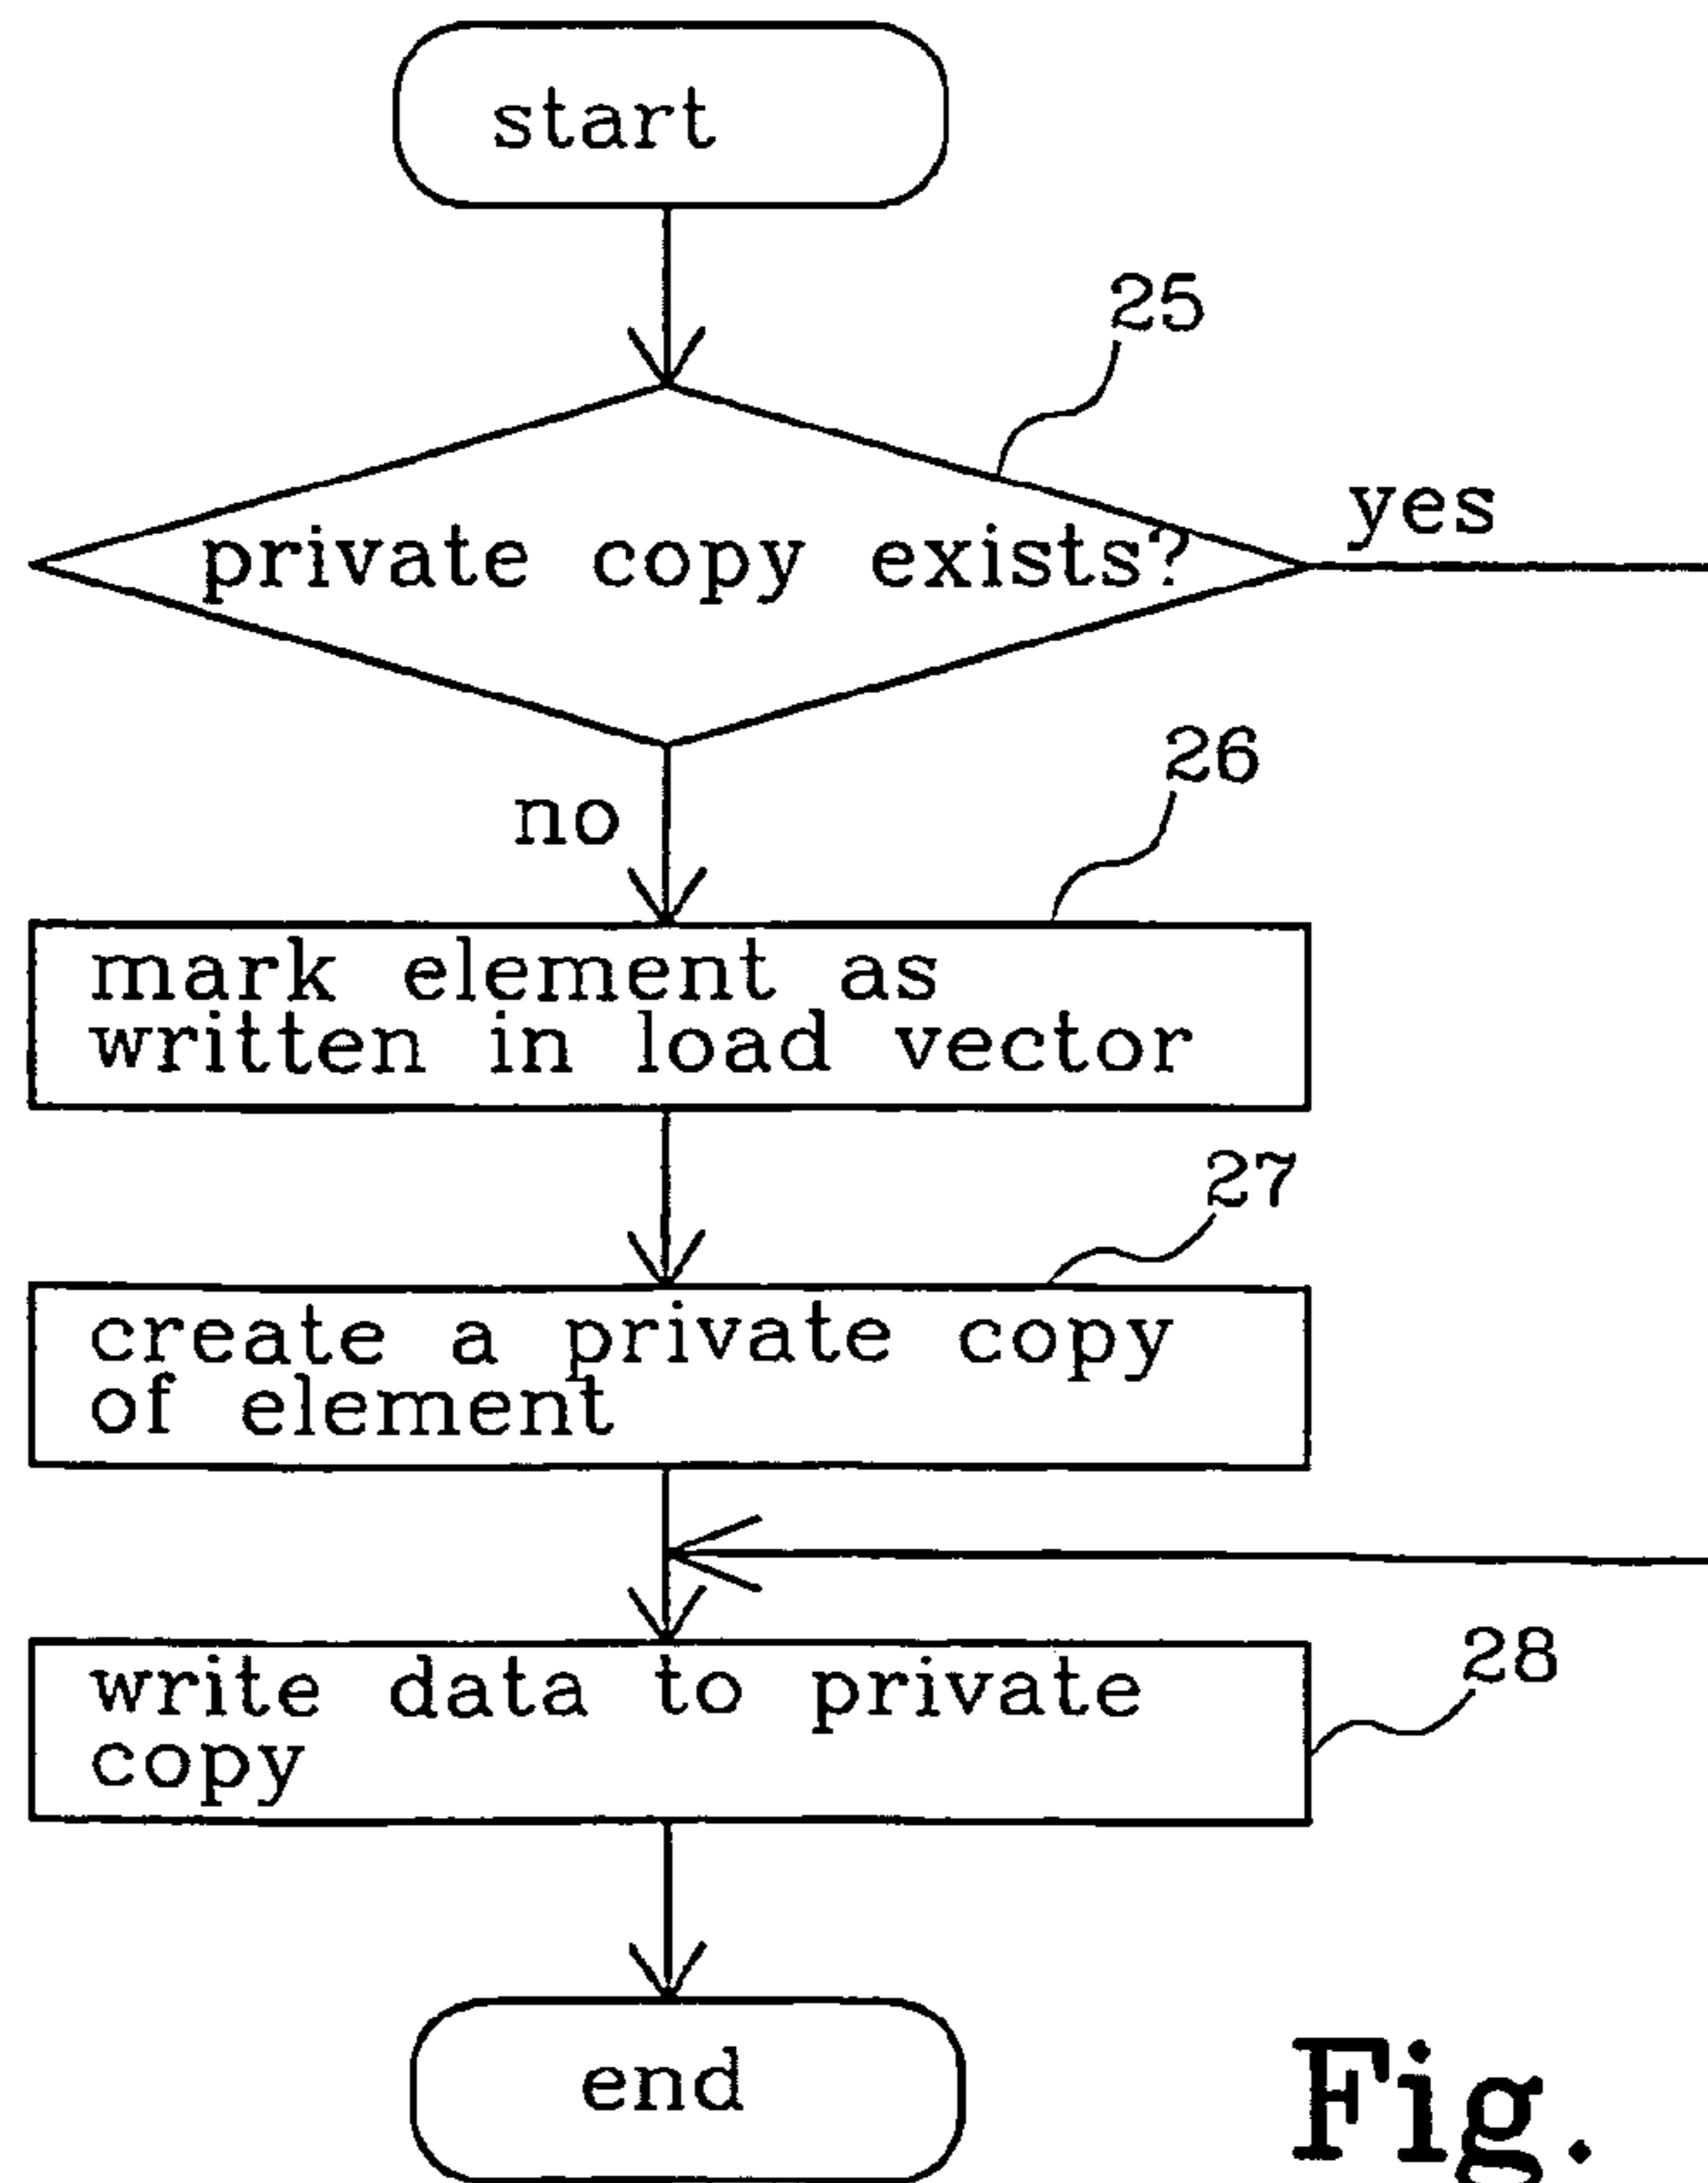 start
25
private copy exists?
yes
26
no
mark element as
written in load vector
27
create a private copy
of element
28
write data to private
copy
end
Fig.